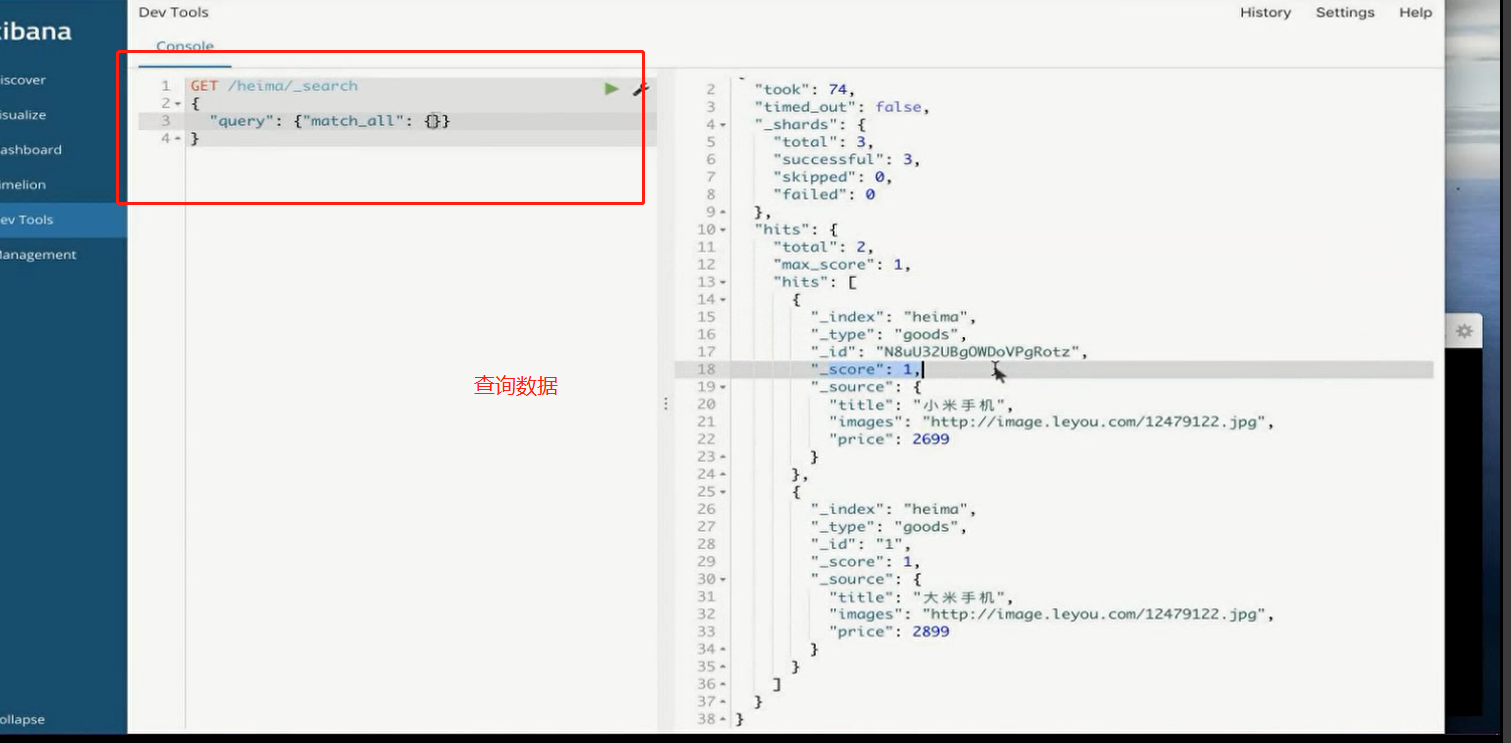 ibana
Dev Tools
History Settings Help
Console
iscover
isualize
ashboard
imelion
ev Tools
lanagement
ollapse
1 GET /heima/_search
2 {
3 "query": {"match_all": {}}
4 }
查询数据
2 "took": 74,
3 "timed_out": false,
4 "_shards": {
5 "total": 3,
6 "successful": 3,
7 "skipped": 0,
8 "failed": 0
9 },
10 "hits": {
11 "total": 2,
12 "max_score": 1,
13 "hits": [
14 {
15 "_index": "heima",
16 "_type": "goods",
17 "_id": "N8uU32UBgOWDoVPgRotz",
18 "_score": 1,
19 "_source": {
20 "title": "小米手机",
21 "images": "http://image.leyou.com/12479122.jpg",
22 "price": 2699
23 }
24 },
25 {
26 "_index": "heima",
27 "_type": "goods",
28 "_id": "1",
29 "_score": 1,
30 "_source": {
31 "title": "大米手机",
32 "images": "http://image.leyou.com/12479122.jpg",
33 "price": 2899
34 }
35 }
36 ]
37 }
38 }